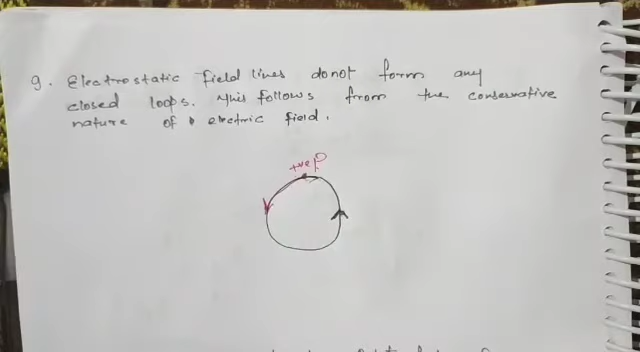 9. Electrostatic field lines donot form any
closed loops. This follows from the conservative
nature of electric field.
+ve P